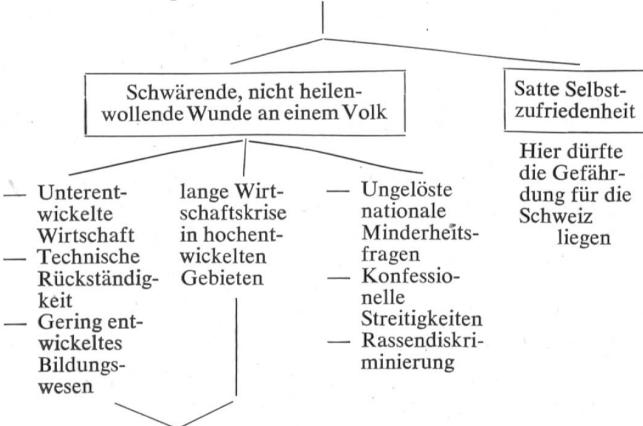 Schwärende, nicht heilen-
wollende Wunde an einem Volk
Satte Selbst-
zufriedenheit
Hier dürfte
die Gefähr-
dung für die
Schweiz
liegen
— Unterent-
wickelte
Wirtschaft
— Technische
Rückständig-
keit
— Gering ent-
wickeltes
Bildungs-
wesen
lange Wirt-
schaftskrise
in hochent-
wickelten
Gebieten
— Ungelöste
nationale
Minderheits-
fragen
— Konfessio-
nelle
Streitigkeiten
— Rassendiskri-
minierung